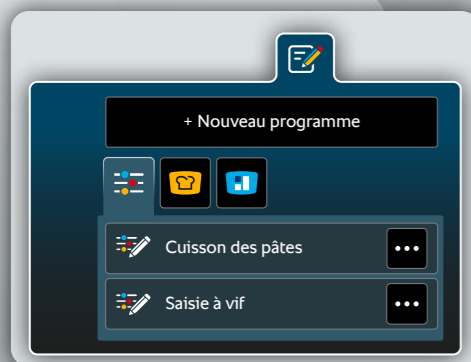 + Nouveau programme
Cuisson des pâtes
Saisie à vif